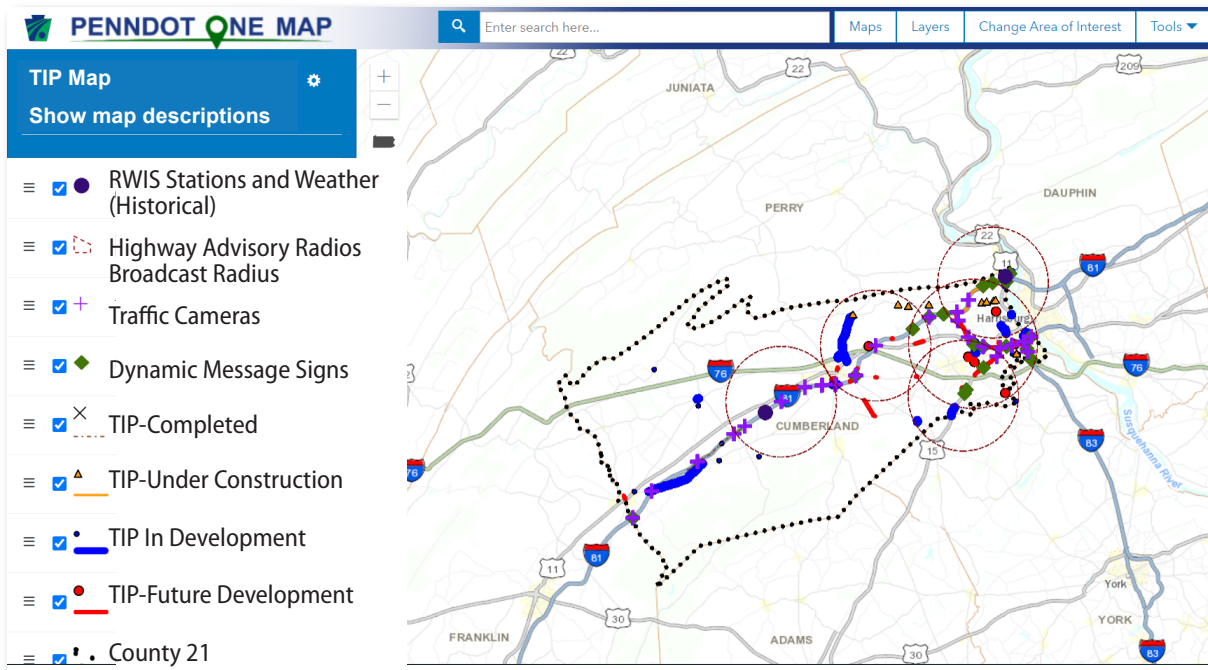 PENNDOT ONE MAP
Enter search here...
Maps
Layers
Change Area of Interest
Tools
TIP Map
Show map descriptions
+
−
RWIS Stations and Weather
(Historical)
Highway Advisory Radios
Broadcast Radius
Traffic Cameras
Dynamic Message Signs
TIP-Completed
TIP-Under Construction
TIP In Development
TIP-Future Development
County 21
22
22
209
JUNIATA
DAUPHIN
PERRY
22
11
81
Harrisburg
76
81
76
CUMBERLAND
Susquehanna River
83
15
76
81
11
York
30
YORK
FRANKLIN
ADAMS
30
83